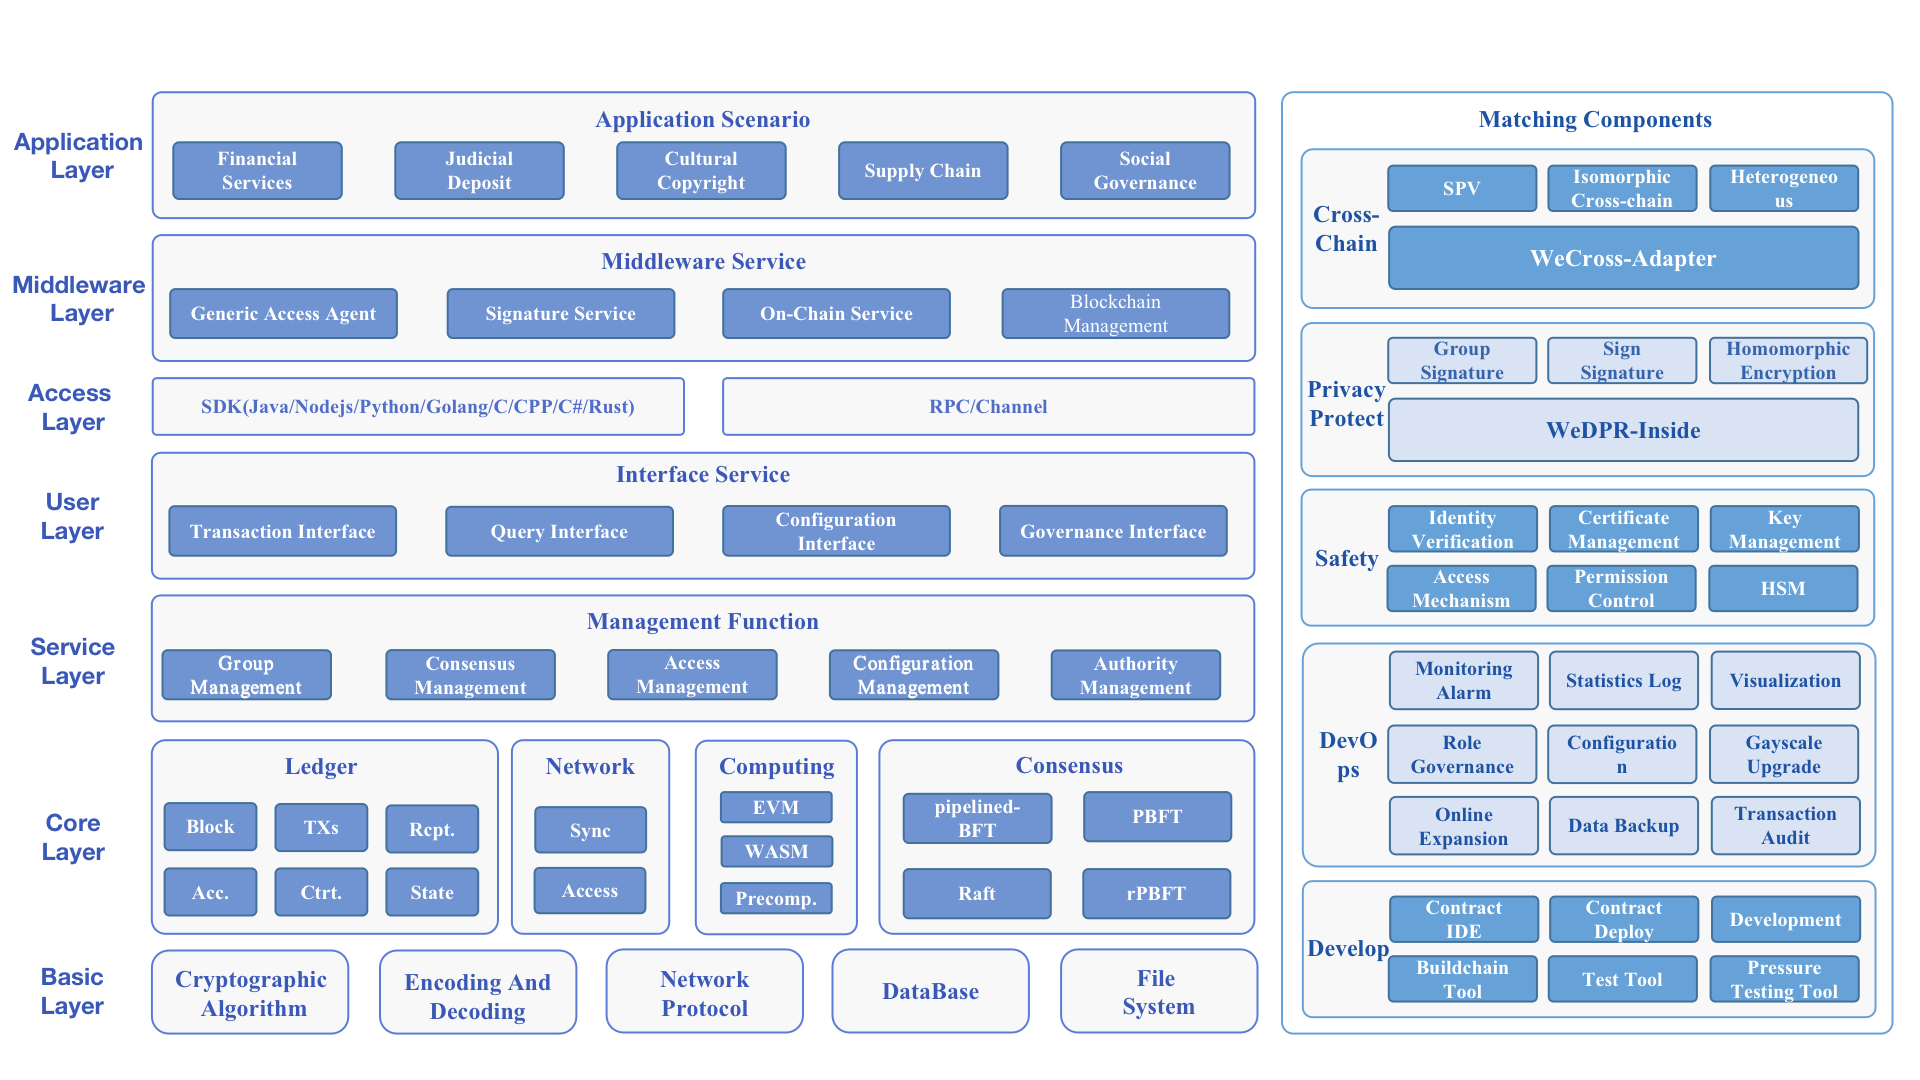 Application
Layer
Application Scenario
Financial
Services
Judicial
Deposit
Cultural
Copyright
Supply Chain
Social
Governance
Middleware
Layer
Middleware Service
Generic Access Agent
Signature Service
On-Chain Service
Blockchain
Management
Access
Layer
SDK(Java/Nodejs/Python/Golang/C/CPP/C#/Rust)
RPC/Channel
User
Layer
Interface Service
Transaction Interface
Query Interface
Configuration
Interface
Governance Interface
Service
Layer
Management Function
Group
Management
Consensus
Management
Access
Management
Configuration
Management
Authority
Management
Core
Layer
Ledger
Block
TXs
Rcpt.
Acc.
Ctrt.
State
Network
Sync
Access
Computing
EVM
WASM
Precomp.
Consensus
pipelined-
BFT
PBFT
Raft
rPBFT
Basic
Layer
Cryptographic
Algorithm
Encoding And
Decoding
Network
Protocol
DataBase
File
System
Matching Components
Cross-
Chain
SPV
Isomorphic
Cross-chain
Heterogeneo
us
WeCross-Adapter
Privacy
Protect
Group
Signature
Sign
Signature
Homomorphic
Encryption
WeDPR-Inside
Safety
Identity
Verification
Certificate
Management
Key
Management
Access
Mechanism
Permission
Control
HSM
DevO
ps
Monitoring
Alarm
Statistics Log
Visualization
Role
Governance
Configuratio
n
Gayscale
Upgrade
Online
Expansion
Data Backup
Transaction
Audit
Develop
Contract
IDE
Contract
Deploy
Development
Buildchain
Tool
Test Tool
Pressure
Testing Tool